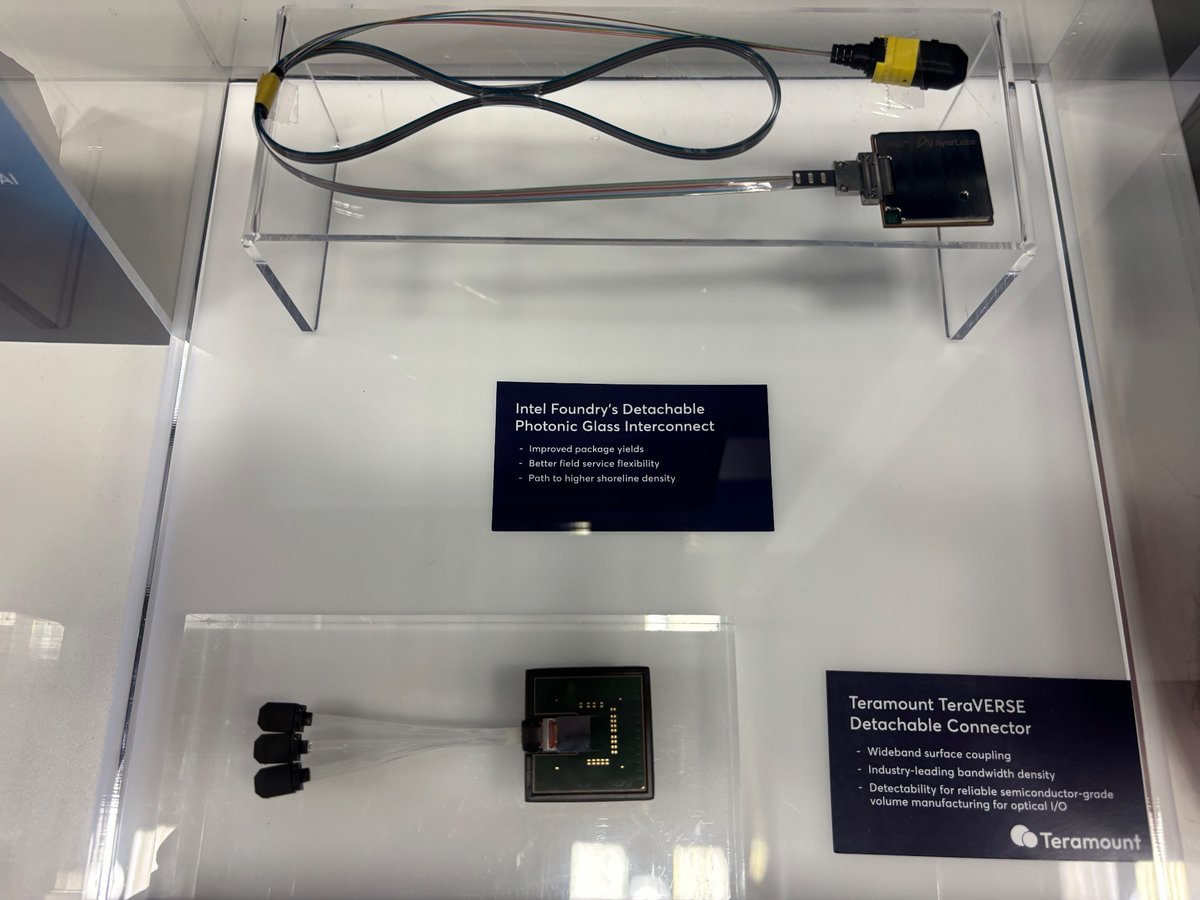 AyarLabs
AI
Intel Foundry's Detachable
Photonic Glass Interconnect
- Improved package yields
- Better field service flexibility
- Path to higher shoreline density
Teramount TeraVERSE
Detachable Connector
- Wideband surface coupling
- Industry-leading bandwidth density
- Detectability for reliable semiconductor-grade
volume manufacturing for optical I/O
Teramount